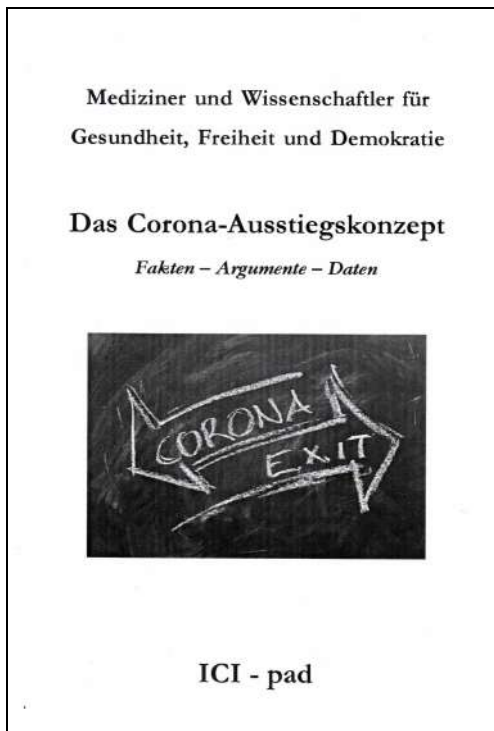 Mediziner und Wissenschaftler für
Gesundheit, Freiheit und Demokratie
Das Corona-Ausstiegskonzept
Fakten – Argumente – Daten
CORONA
EXIT
ICI - pad